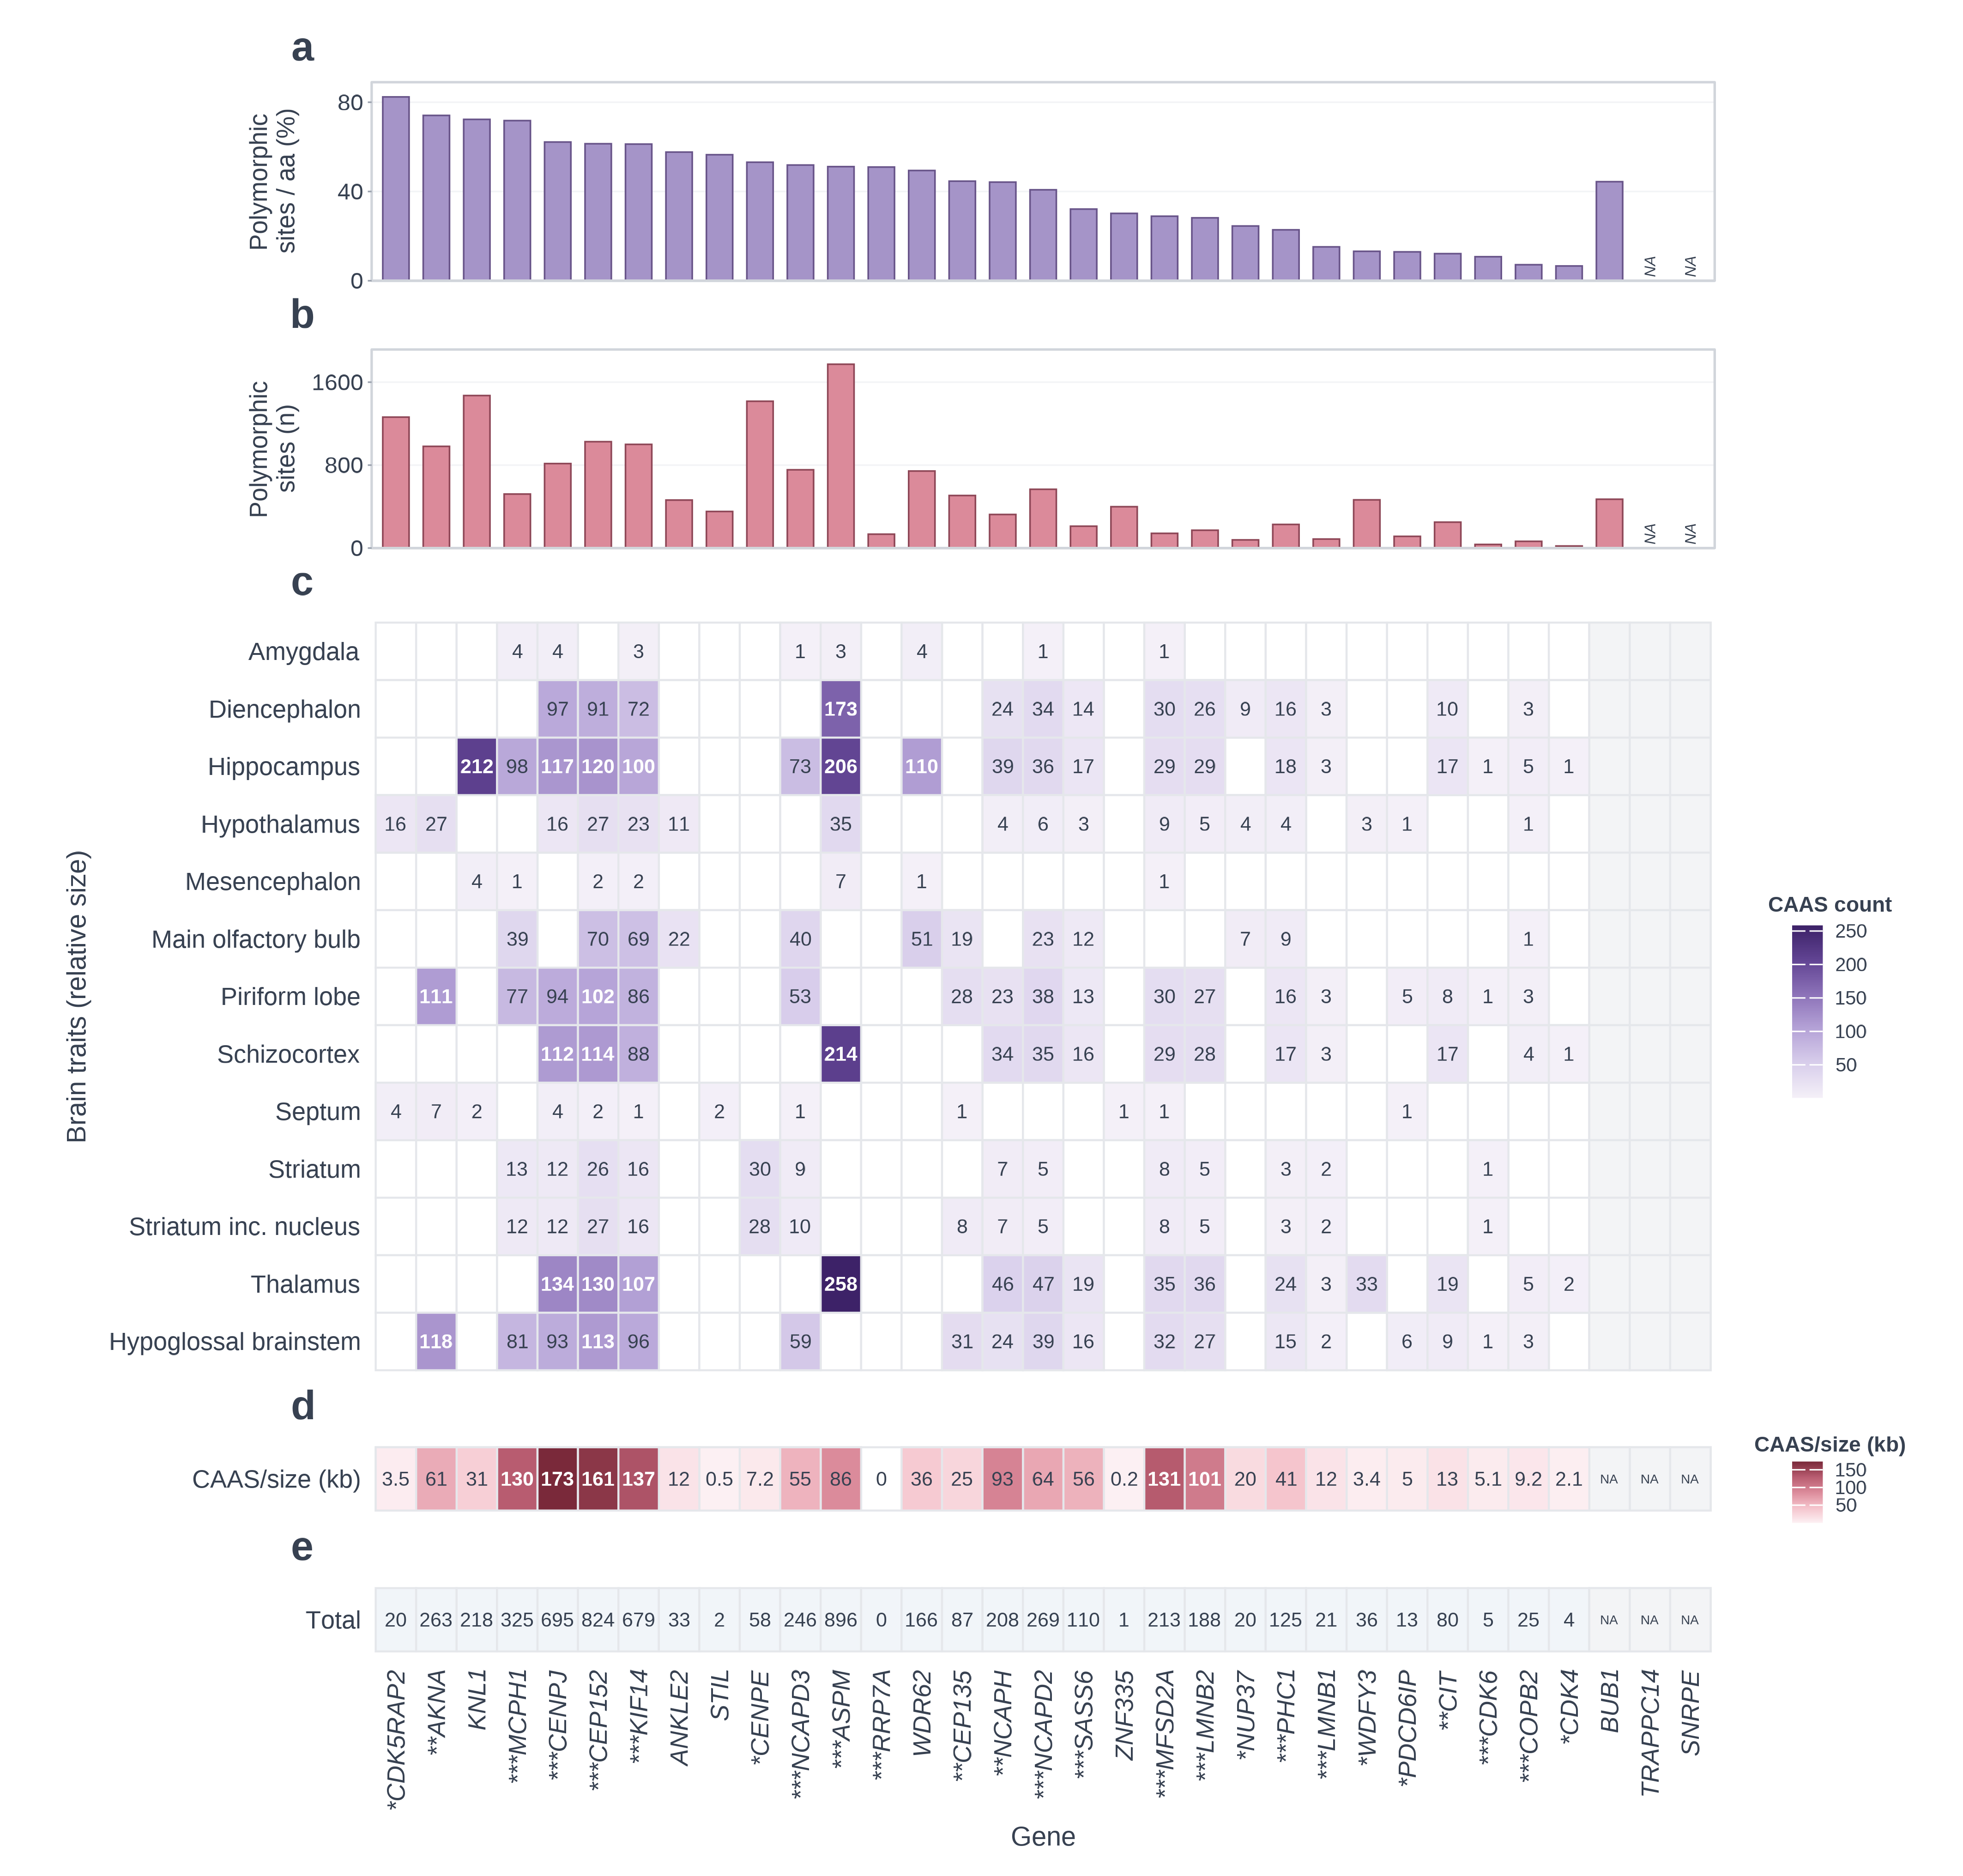 a
80
40
0
Polymorphic
sites / aa (%)
NA NA
b
1600
800
0
Polymorphic
sites (n)
NA NA
c
Brain traits (relative size)
Amygdala 4 4 3 1 3 4 1 1
Diencephalon 97 91 72 173 24 34 14 30 26 9 16 3 10 3
Hippocampus 212 98 117 120 100 73 206 110 39 36 17 29 29 18 3 17 1 5 1
Hypothalamus 16 27 16 27 23 11 35 4 6 3 9 5 4 4 3 1 1
Mesencephalon 4 1 2 2 7 1 1
Main olfactory bulb 39 70 69 22 40 51 19 23 12 7 9 1
Piriform lobe 111 77 94 102 86 53 28 23 38 13 30 27 16 3 5 8 1 3
Schizocortex 112 114 88 214 34 35 16 29 28 17 3 17 4 1
Septum 4 7 2 4 2 1 2 1 1 1 1 1
Striatum 13 12 26 16 30 9 7 5 8 5 3 2 1
Striatum inc. nucleus 12 12 27 16 28 10 8 7 5 8 5 3 2 1
Thalamus 134 130 107 258 46 47 19 35 36 24 3 33 19 5 2
Hypoglossal brainstem 118 81 93 113 96 59 31 24 39 16 32 27 15 2 6 9 1 3
CAAS count
250
200
150
100
50
d
CAAS/size (kb) 3.5 61 31 130 173 161 137 12 0.5 7.2 55 86 0 36 25 93 64 56 0.2 131 101 20 41 12 3.4 5 13 5.1 9.2 2.1 NA NA NA
CAAS/size (kb)
150
100
50
e
Total 20 263 218 325 695 824 679 33 2 58 246 896 0 166 87 208 269 110 1 213 188 20 125 21 36 13 80 5 25 4 NA NA NA
*CDK5RAP2
**AKNA
KNL1
***MCPH1
***CENPJ
***CEP152
***KIF14
ANKLE2
STIL
*CENPE
***NCAPD3
***ASPM
***RRP7A
WDR62
**CEP135
**NCAPH
***NCAPD2
***SASS6
ZNF335
***MFSD2A
***LMNB2
*NUP37
***PHC1
***LMNB1
*WDFY3
*PDCD6IP
**CIT
***CDK6
***COPB2
*CDK4
BUB1
TRAPPC14
SNRPE
Gene